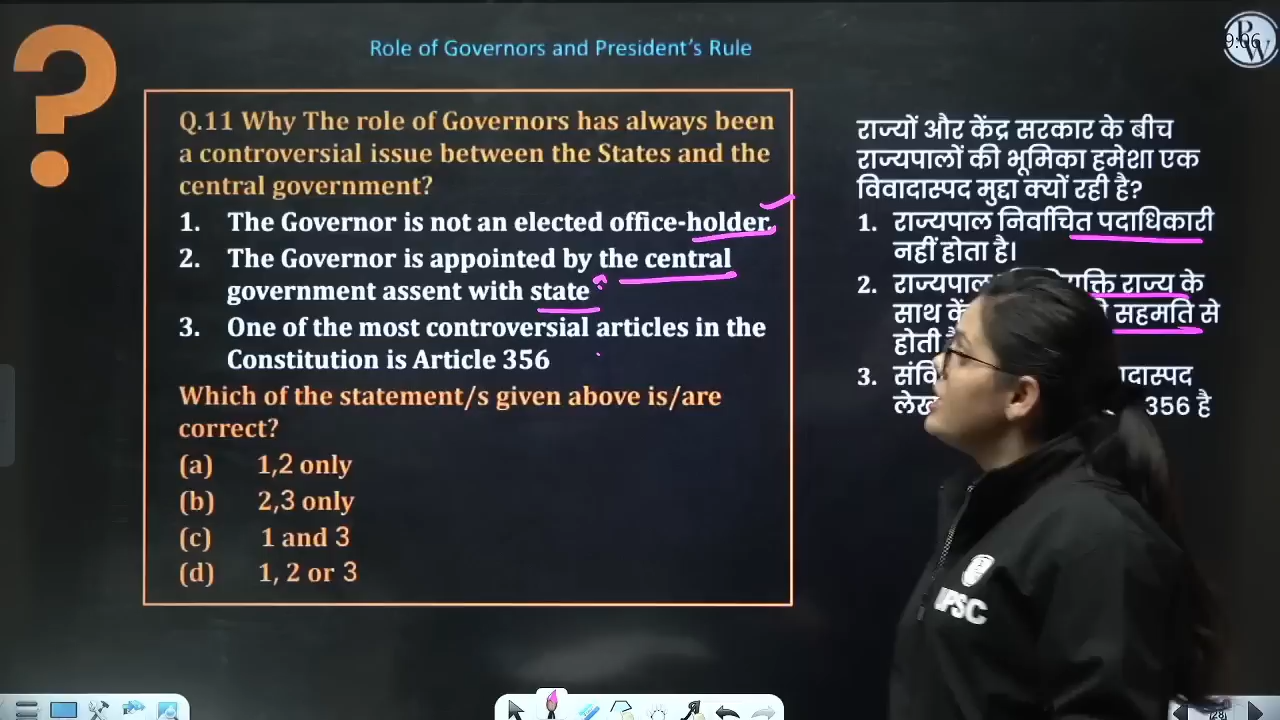 Role of Governors and President's Rule
PW
9:06
Q.11 Why The role of Governors has always been
a controversial issue between the States and the
central government?
1. The Governor is not an elected office-holder.
2. The Governor is appointed by the central
government assent with state
3. One of the most controversial articles in the
Constitution is Article 356
Which of the statement/s given above is/are
correct?
(a) 1,2 only
(b) 2,3 only
(c) 1 and 3
(d) 1, 2 or 3
राज्यों और केंद्र सरकार के बीच
राज्यपालों की भूमिका हमेशा एक
विवादास्पद मुद्दा क्यों रही है?
1. राज्यपाल निर्वाचित पदाधिकारी
नहीं होता है।
2. राज्यपाल राज्य के
साथ सहमति से
होती
3.
356 है